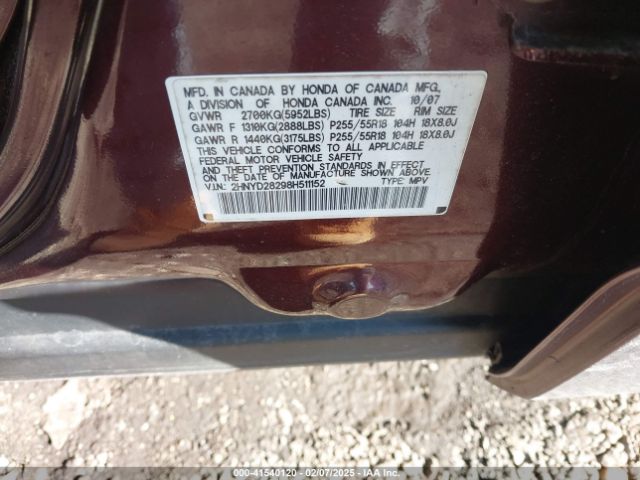 MFD. IN CANADA BY HONDA OF CANADA MFG.,
A DIVISION OF HONDA CANADA INC. 10/07
GVWR 2700KG(5952LBS) TIRE SIZE RIM SIZE
GAWR F 1310KG(2888LBS) P255/55R18 104H 18X8.0J
GAWR R 1440KG(3175LBS) P255/55R18 104H 18X8.0J
THIS VEHICLE CONFORMS TO ALL APPLICABLE
FEDERAL MOTOR VEHICLE SAFETY
AND THEFT PREVENTION STANDARDS IN EFFECT
ON THE DATE OF MANUFACTURE SHOWN ABOVE.
V.I.N: 2HNYD28298H511152 TYPE: MPV
000-41540120 - 02/07/2025 - IAA Inc.